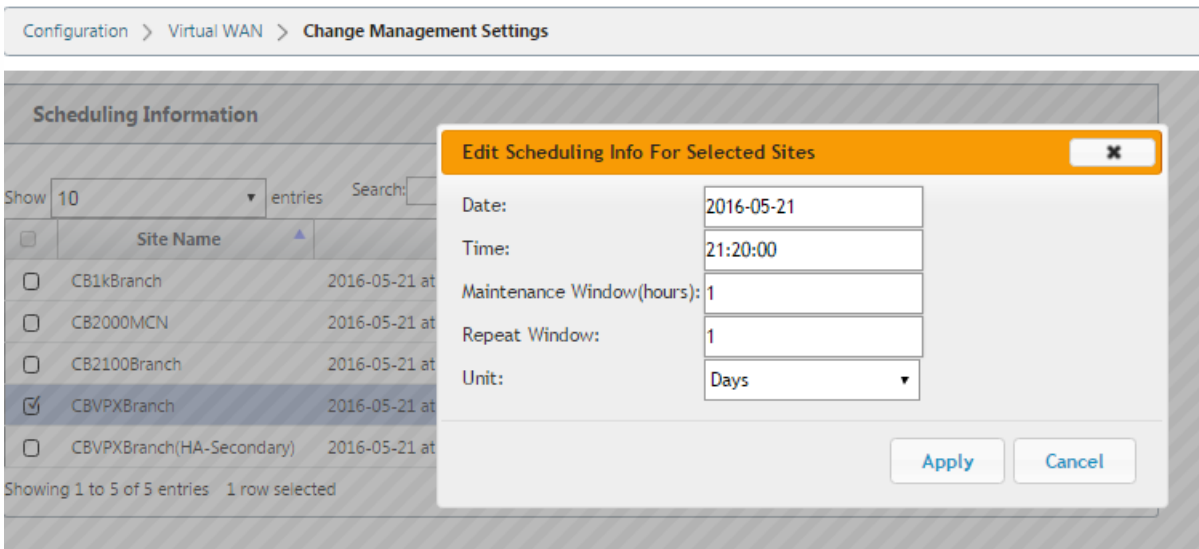 Configuration > Virtual WAN > Change Management Settings
Scheduling Information
Show 10 entries Search:
Site Name
CB1kBranch 2016-05-21 at
CB2000MCN 2016-05-21 at
CB2100Branch 2016-05-21 at
CBVPXBranch 2016-05-21 at
CBVPXBranch(HA-Secondary) 2016-05-21 at
Showing 1 to 5 of 5 entries 1 row selected
Edit Scheduling Info For Selected Sites
Date: 2016-05-21
Time: 21:20:00
Maintenance Window(hours): 1
Repeat Window: 1
Unit: Days
Apply Cancel